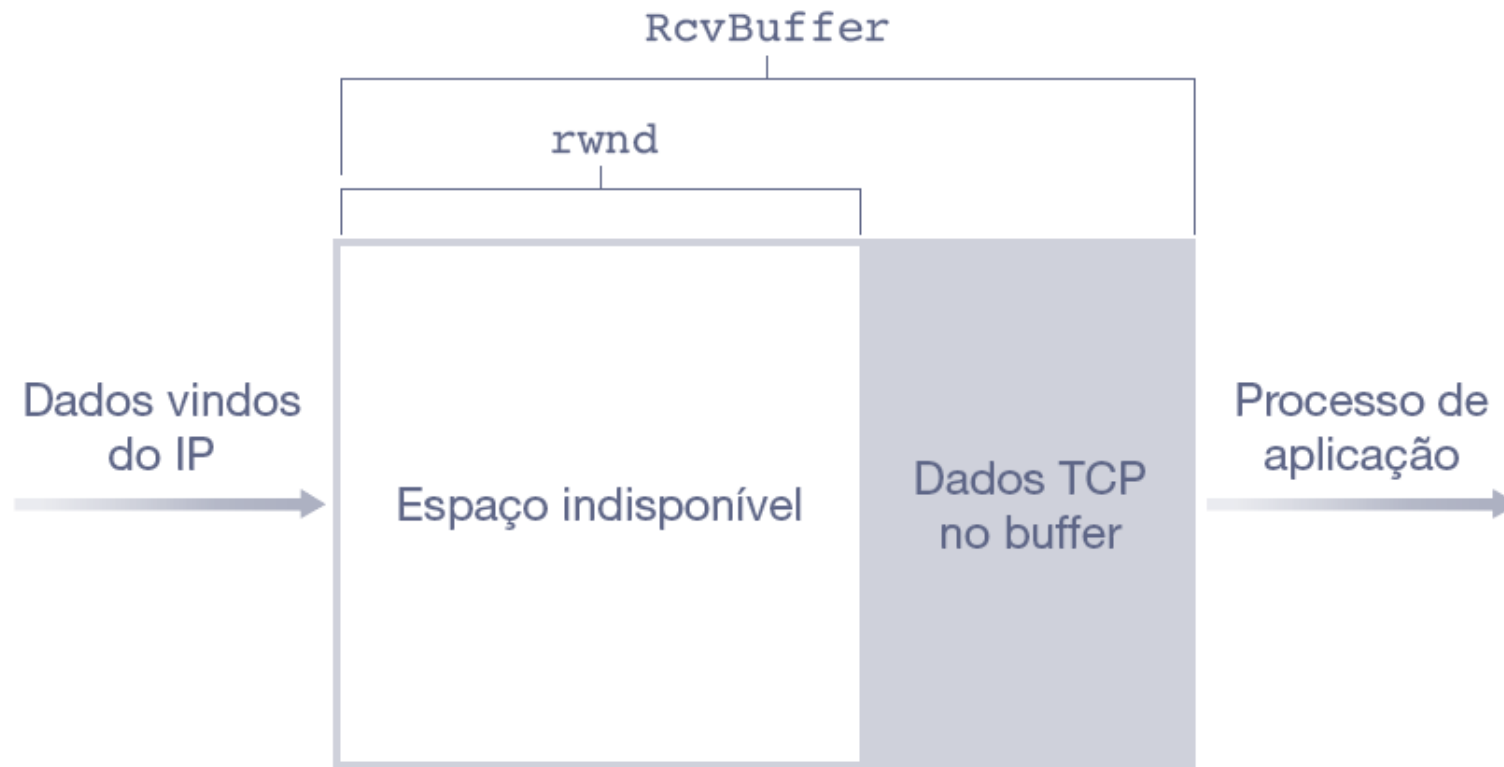 RcvBuffer
rwnd
Dados vindos
do IP
Espaço indisponível
Dados TCP
no buffer
Processo de
aplicação